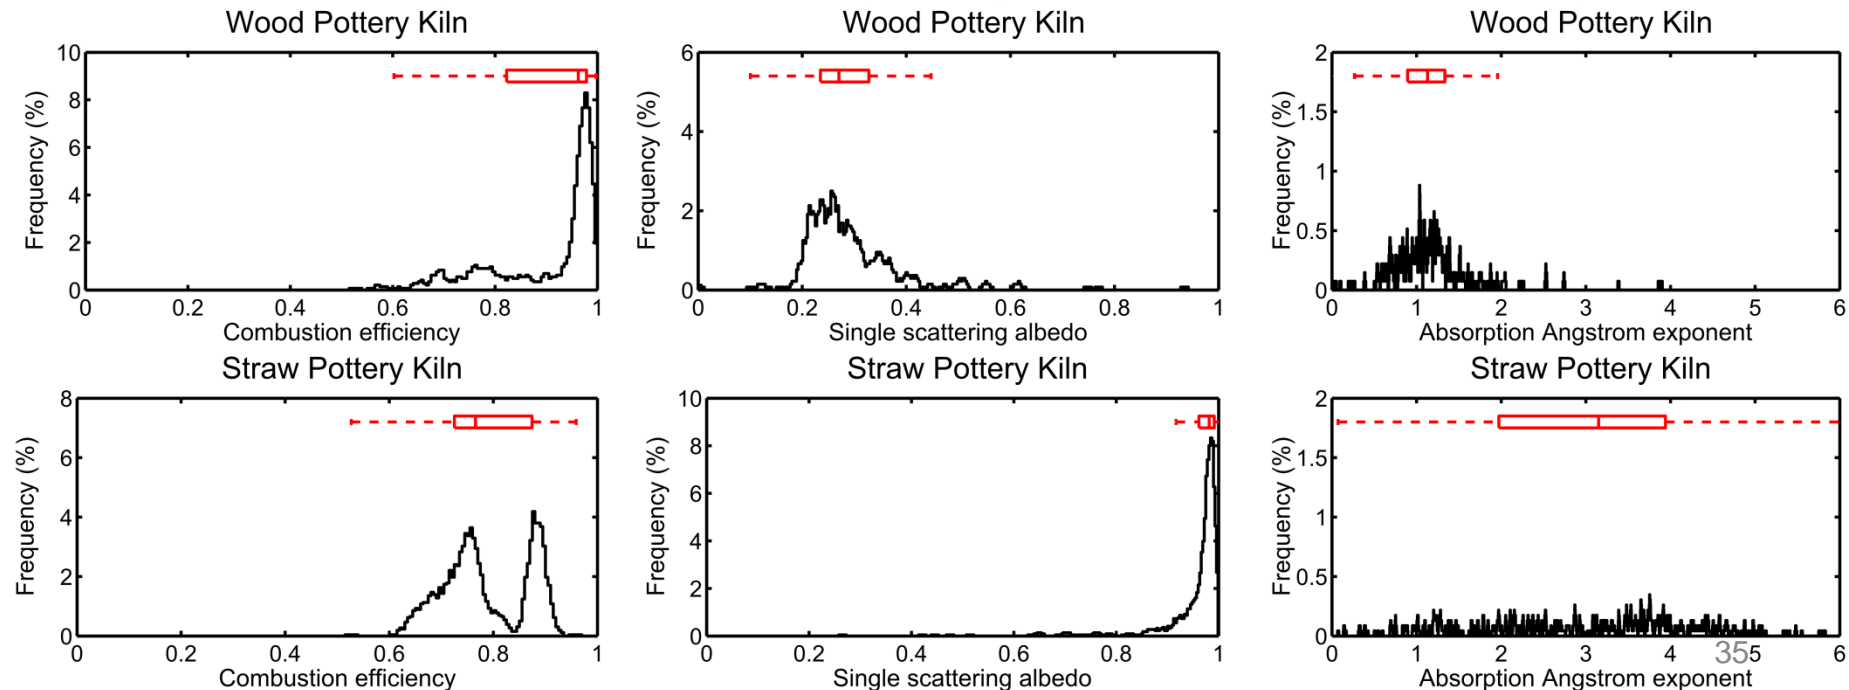 Wood Pottery Kiln
Frequency (%)
0 2 4 6 8 10
0 0.2 0.4 0.6 0.8 1
Combustion efficiency
Wood Pottery Kiln
Frequency (%)
0 2 4 6
0 0.2 0.4 0.6 0.8 1
Single scattering albedo
Wood Pottery Kiln
Frequency (%)
0 0.5 1 1.5 2
0 1 2 3 4 5 6
Absorption Angstrom exponent
Straw Pottery Kiln
Frequency (%)
0 2 4 6 8
0 0.2 0.4 0.6 0.8 1
Combustion efficiency
Straw Pottery Kiln
Frequency (%)
0 2 4 6 8 10
0 0.2 0.4 0.6 0.8 1
Single scattering albedo
Straw Pottery Kiln
Frequency (%)
0 0.5 1 1.5 2
0 1 2 3 4 5 6
Absorption Angstrom exponent
35